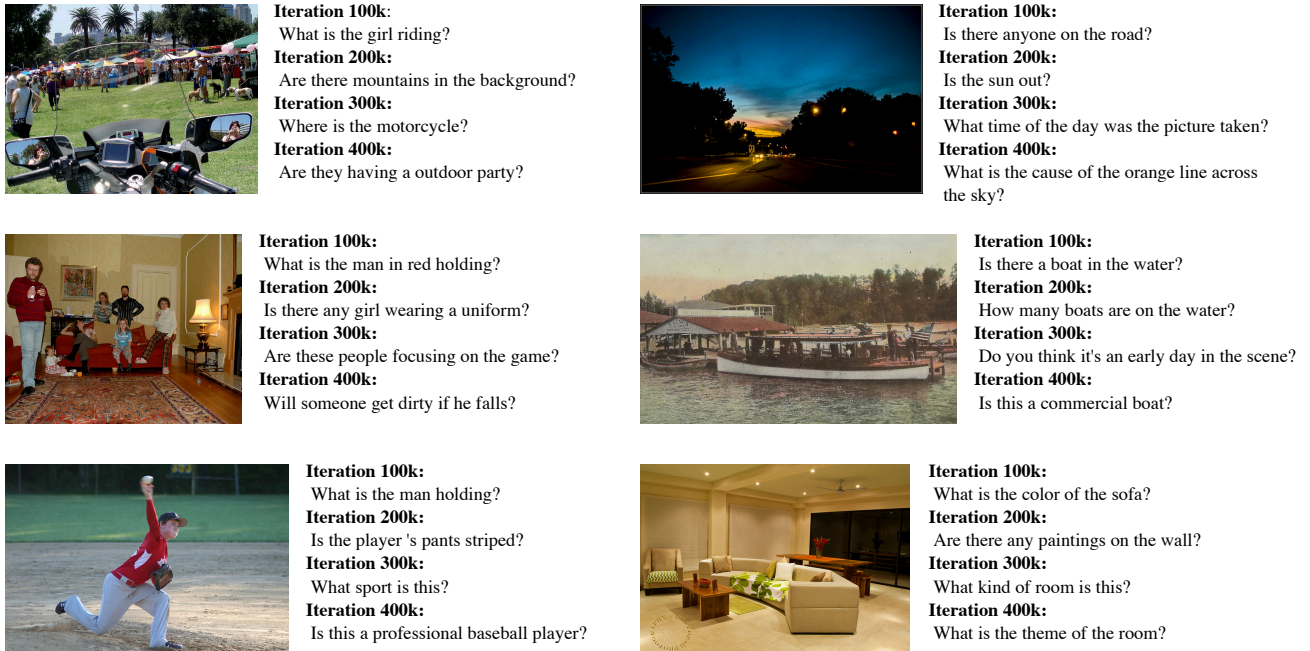 Iteration 100k:
What is the girl riding?
Iteration 200k:
Are there mountains in the background?
Iteration 300k:
Where is the motorcycle?
Iteration 400k:
Are they having a outdoor party?
Iteration 100k:
Is there anyone on the road?
Iteration 200k:
Is the sun out?
Iteration 300k:
What time of the day was the picture taken?
Iteration 400k:
What is the cause of the orange line across
the sky?
Iteration 100k:
What is the man in red holding?
Iteration 200k:
Is there any girl wearing a uniform?
Iteration 300k:
Are these people focusing on the game?
Iteration 400k:
Will someone get dirty if he falls?
Iteration 100k:
Is there a boat in the water?
Iteration 200k:
How many boats are on the water?
Iteration 300k:
Do you think it's an early day in the scene?
Iteration 400k:
Is this a commercial boat?
Iteration 100k:
What is the man holding?
Iteration 200k:
Is the player 's pants striped?
Iteration 300k:
What sport is this?
Iteration 400k:
Is this a professional baseball player?
Iteration 100k:
What is the color of the sofa?
Iteration 200k:
Are there any paintings on the wall?
Iteration 300k:
What kind of room is this?
Iteration 400k:
What is the theme of the room?